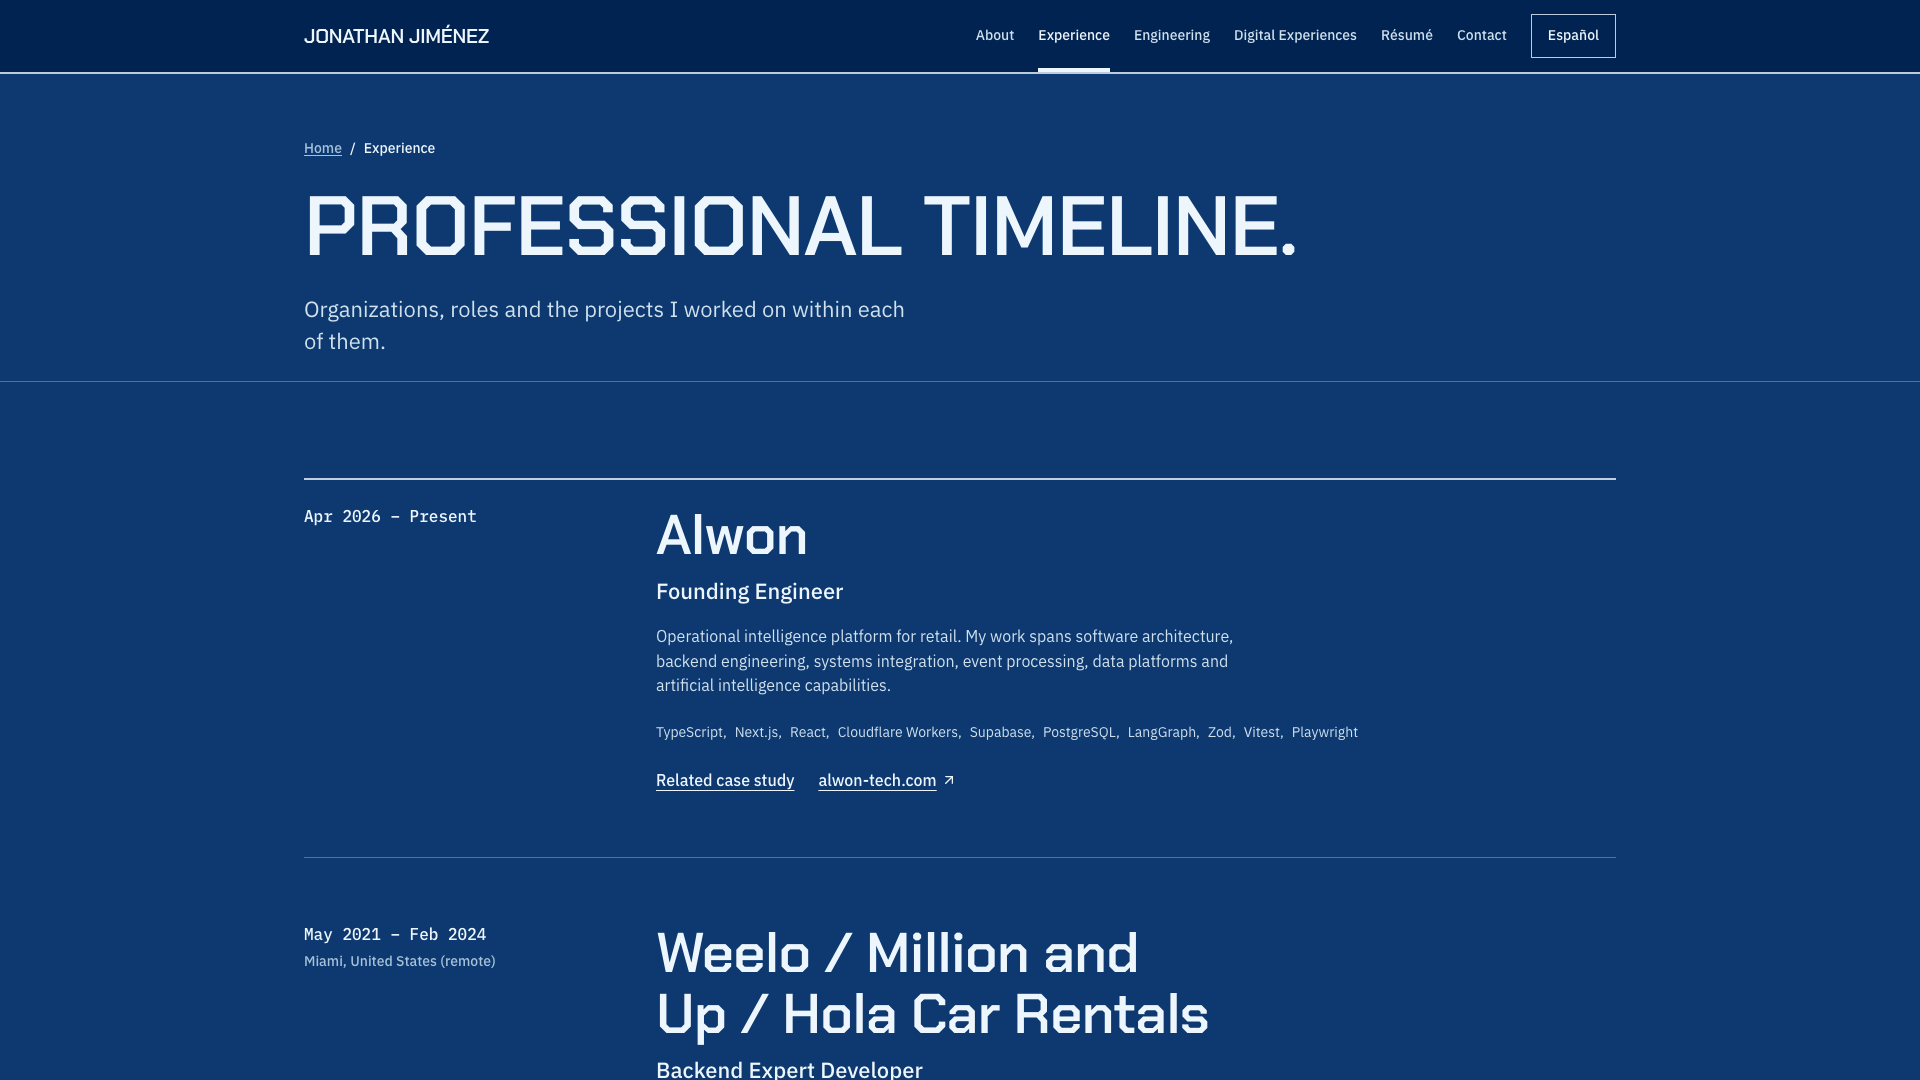 JONATHAN JIMÉNEZ
About Experience Engineering Digital Experiences Résumé Contact Español
Home / Experience
PROFESSIONAL TIMELINE.
Organizations, roles and the projects I worked on within each
of them.
Apr 2026 – Present
Alwon
Founding Engineer
Operational intelligence platform for retail. My work spans software architecture,
backend engineering, systems integration, event processing, data platforms and
artificial intelligence capabilities.
TypeScript, Next.js, React, Cloudflare Workers, Supabase, PostgreSQL, LangGraph, Zod, Vitest, Playwright
Related case study alwon-tech.com
May 2021 – Feb 2024
Miami, United States (remote)
Weelo / Million and
Up / Hola Car Rentals
Backend Expert Developer